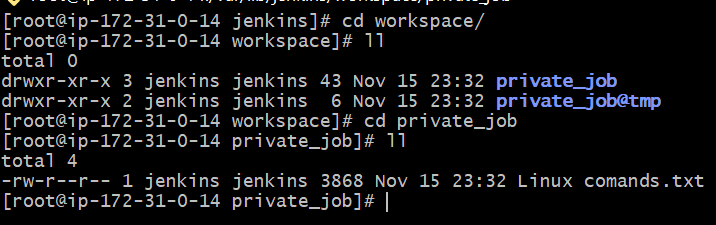 [root@ip-172-31-0-14 jenkins]# cd workspace/
[root@ip-172-31-0-14 workspace]# ll
total 0
drwxr-xr-x 3 jenkins jenkins 43 Nov 15 23:32 private_job
drwxr-xr-x 2 jenkins jenkins  6 Nov 15 23:32 private_job@tmp
[root@ip-172-31-0-14 workspace]# cd private_job
[root@ip-172-31-0-14 private_job]# ll
total 4
-rw-r--r-- 1 jenkins jenkins 3868 Nov 15 23:32 Linux comands.txt
[root@ip-172-31-0-14 private_job]#